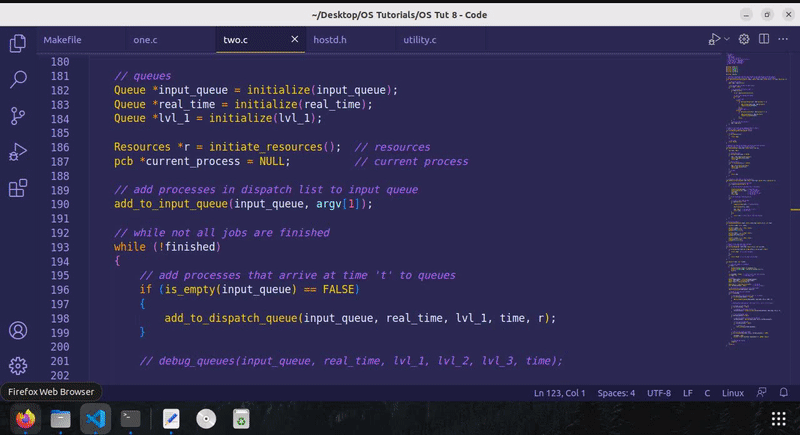 ~/Desktop/OS Tutorials/OS Tut 8 - Code
Makefile one.c two.c hostd.h utility.c
180
181 // queues
182 Queue *input_queue = initialize(input_queue);
183 Queue *real_time = initialize(real_time);
184 Queue *lvl_1 = initialize(lvl_1);
185
186 Resources *r = initiate_resources(); // resources
187 pcb *current_process = NULL; // current process
188
189 // add processes in dispatch list to input queue
190 add_to_input_queue(input_queue, argv[1]);
191
192 // while not all jobs are finished
193 while (!finished)
194 {
195 // add processes that arrive at time 't' to queues
196 if (is_empty(input_queue) == FALSE)
197 {
198 add_to_dispatch_queue(input_queue, real_time, lvl_1, time, r);
199 }
200
201 // debug_queues(input_queue, real_time, lvl_1, lvl_2, lvl_3, time);
202
Firefox Web Browser
Ln 123, Col 1 Spaces: 4 UTF-8 LF C Linux